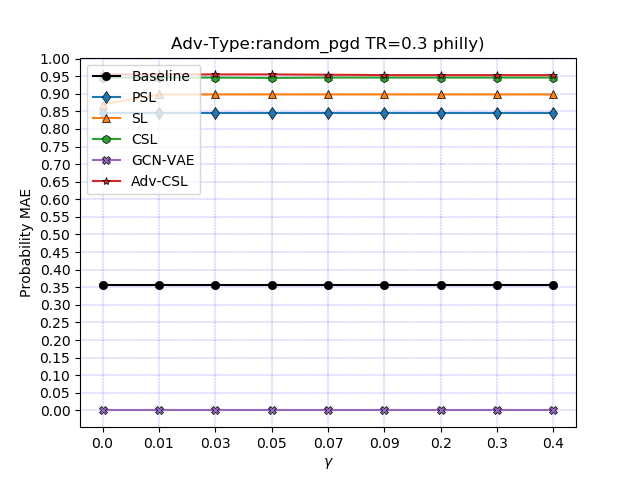 Adv-Type:random_pgd TR=0.3 philly)
Probability MAE
1.00
0.95
0.90
0.85
0.80
0.75
0.70
0.65
0.60
0.55
0.50
0.45
0.40
0.35
0.30
0.25
0.20
0.15
0.10
0.05
0.00
Baseline
PSL
SL
CSL
GCN-VAE
Adv-CSL
0.0 0.01 0.03 0.05 0.07 0.09 0.2 0.3 0.4
γ